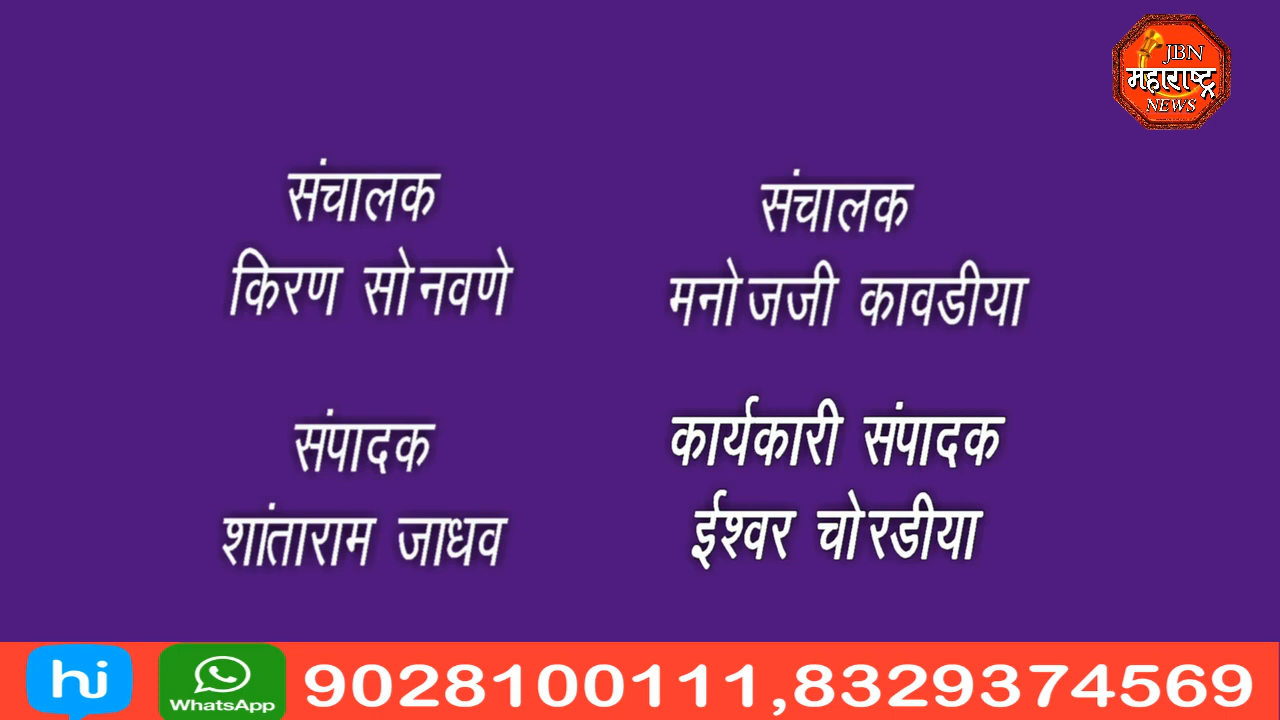 JBN
महाराष्ट्र
NEWS
संचालक
किरण सोनवणे
संचालक
मनोजजी कावडीया
संपादक
शांताराम जाधव
कार्यकारी संपादक
ईश्वर चोरडीया
hi
WhatsApp
9028100111,8329374569